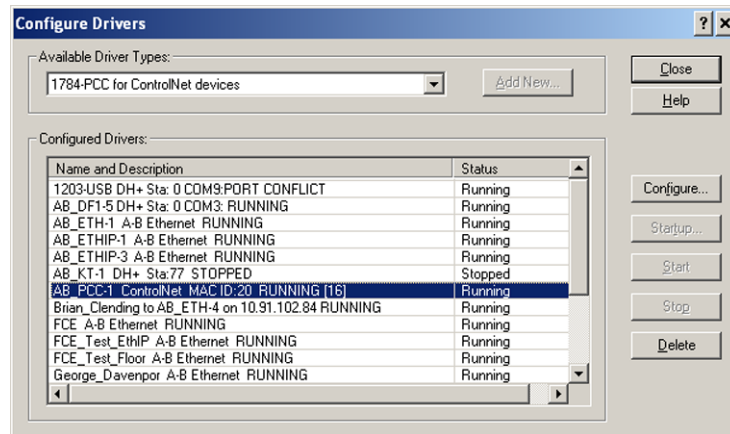 Configure Drivers
Available Driver Types:
1784-PCC for ControlNet devices
Add New...
Close
Help
Configured Drivers:
Name and Description Status
1203-USB DH+ Sta: 0 COM9:PORT CONFLICT Running
AB_DF1-5 DH+ Sta:0 COM3: RUNNING Running
AB_ETH-1 A-B Ethernet RUNNING Running
AB_ETHIP-1 A-B Ethernet RUNNING Running
AB_ETHIP-3 A-B Ethernet RUNNING Running
AB_KT-1 DH+ Sta:77 STOPPED Stopped
AB_PCC-1 ControlNet MAC ID:20 RUNNING [16] Running
Brian_Clending to AB_ETH-4 on 10.91.102.84 RUNNING Running
FCE A-B Ethernet RUNNING Running
FCE_Test_EthIP A-B Ethernet RUNNING Running
FCE_Test_Floor A-B Ethernet RUNNING Running
George_Davenpor A-B Ethernet RUNNING Running
Configure...
Startup...
Start
Stop
Delete